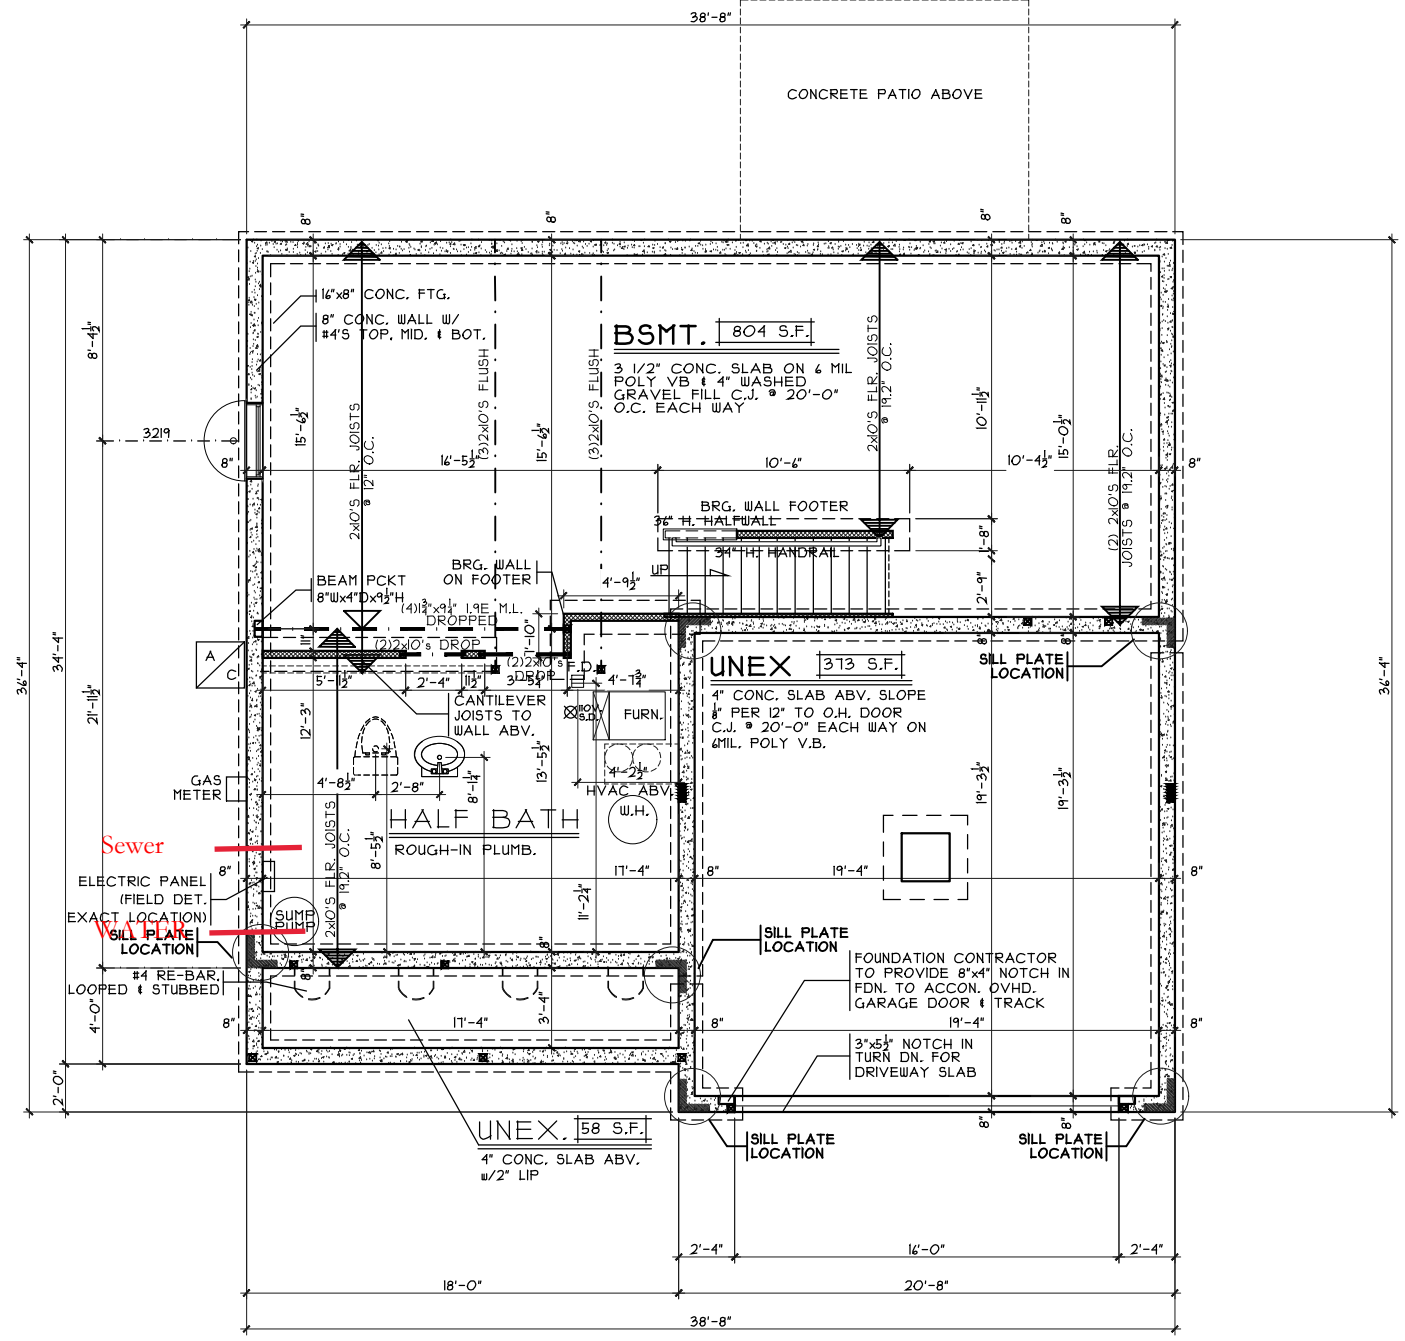 38'-8"
CONCRETE PATIO ABOVE
8"
8"
8"
8"
16"x8" CONC. FTG.
8" CONC. WALL W/
#4'S TOP, MID. & BOT.
BSMT. 804 S.F.
3 1/2" CONC. SLAB ON 6 MIL
POLY VB & 4" WASHED
GRAVEL FILL C.J. @ 20'-0"
O.C. EACH WAY
8'-4½"
15'-6½"
2x10'S FLR. JOISTS
@ 12" O.C.
(3)2x10'S FLUSH
15'-6½"
(3)2x10'S FLUSH
2x10'S FLR. JOISTS
@ 19.2" O.C.
10'-11½"
15'-0½"
(2) 2x10'S FLR.
JOISTS @ 19.2" O.C.
3219
8"
16'-5½"
10'-6"
10'-4½"
8"
BRG. WALL FOOTER
36" H. HALFWALL
34" H. HANDRAIL
UP
1'-8"
2'-9"
BRG. WALL
ON FOOTER
4'-9½"
BEAM PCKT
8"Wx4"Dx9½"H
(4)1¾"x9½" 1.9E M.L.
DROPPED
(2)2x10's DROP
1'-10"
(2)2x10's
DROP
F.D.
11"
5'-1½"
2'-4"
11½"
3'-5½"
4'-7¾"
A
C
36'-4"
34'-4"
21'-11½"
36'-4"
CANTILEVER
JOISTS TO
WALL ABV.
110V.
S.D.
FURN.
UNEX 373 S.F.
4" CONC. SLAB ABV. SLOPE
⅛" PER 12" TO O.H. DOOR
C.J. @ 20'-0" EACH WAY ON
6MIL. POLY V.B.
8"
8"
SILL PLATE
LOCATION
12'-3"
13'-5½"
8'-1½"
4'-8½"
2'-8"
4'-2½"
HVAC ABV.
W.H.
GAS
METER
19'-3½"
19'-3½"
HALF BATH
ROUGH-IN PLUMB.
8'-5½"
2x10'S FLR. JOISTS
@ 19.2" O.C.
Sewer
8"
17'-4"
8"
19'-4"
8"
ELECTRIC PANEL
(FIELD DET.
EXACT LOCATION)
WATER
SUMP
PUMP
11'-2¼"
SILL PLATE
LOCATION
SILL PLATE
LOCATION
8"
8"
#4 RE-BAR.
LOOPED & STUBBED
FOUNDATION CONTRACTOR
TO PROVIDE 8"x4" NOTCH IN
FDN. TO ACCON. OVHD.
GARAGE DOOR & TRACK
4'-0"
3'-4"
8"
17'-4"
8"
19'-4"
8"
3"x5½" NOTCH IN
TURN DN. FOR
DRIVEWAY SLAB
2'-0"
8"
8"
UNEX. 58 S.F.
4" CONC. SLAB ABV.
w/2" LIP
SILL PLATE
LOCATION
SILL PLATE
LOCATION
2'-4"
16'-0"
2'-4"
18'-0"
20'-8"
38'-8"